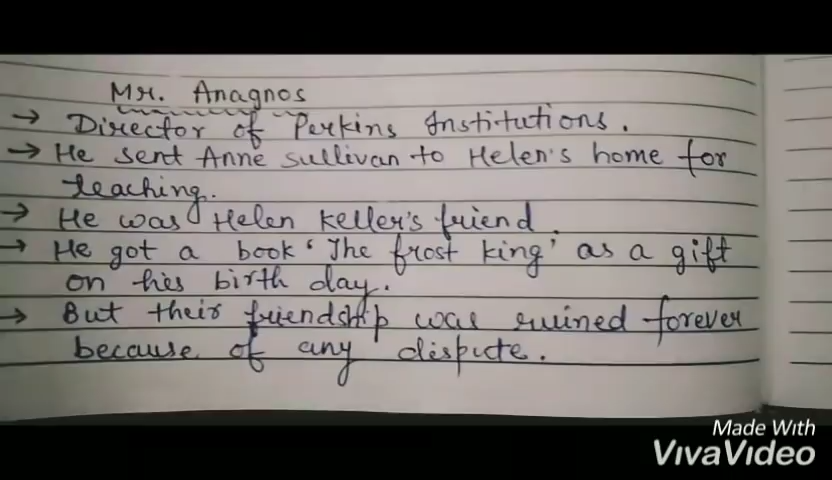 Mr. Anagnos
→ Director of Perkins Institutions.
→ He sent Anne Sullivan to Helen's home for
teaching.
→ He was Helen Keller's friend.
→ He got a book 'The frost king' as a gift
on his birth day.
→ But their friendship was ruined forever
because of any dispute.
Made With
VivaVideo